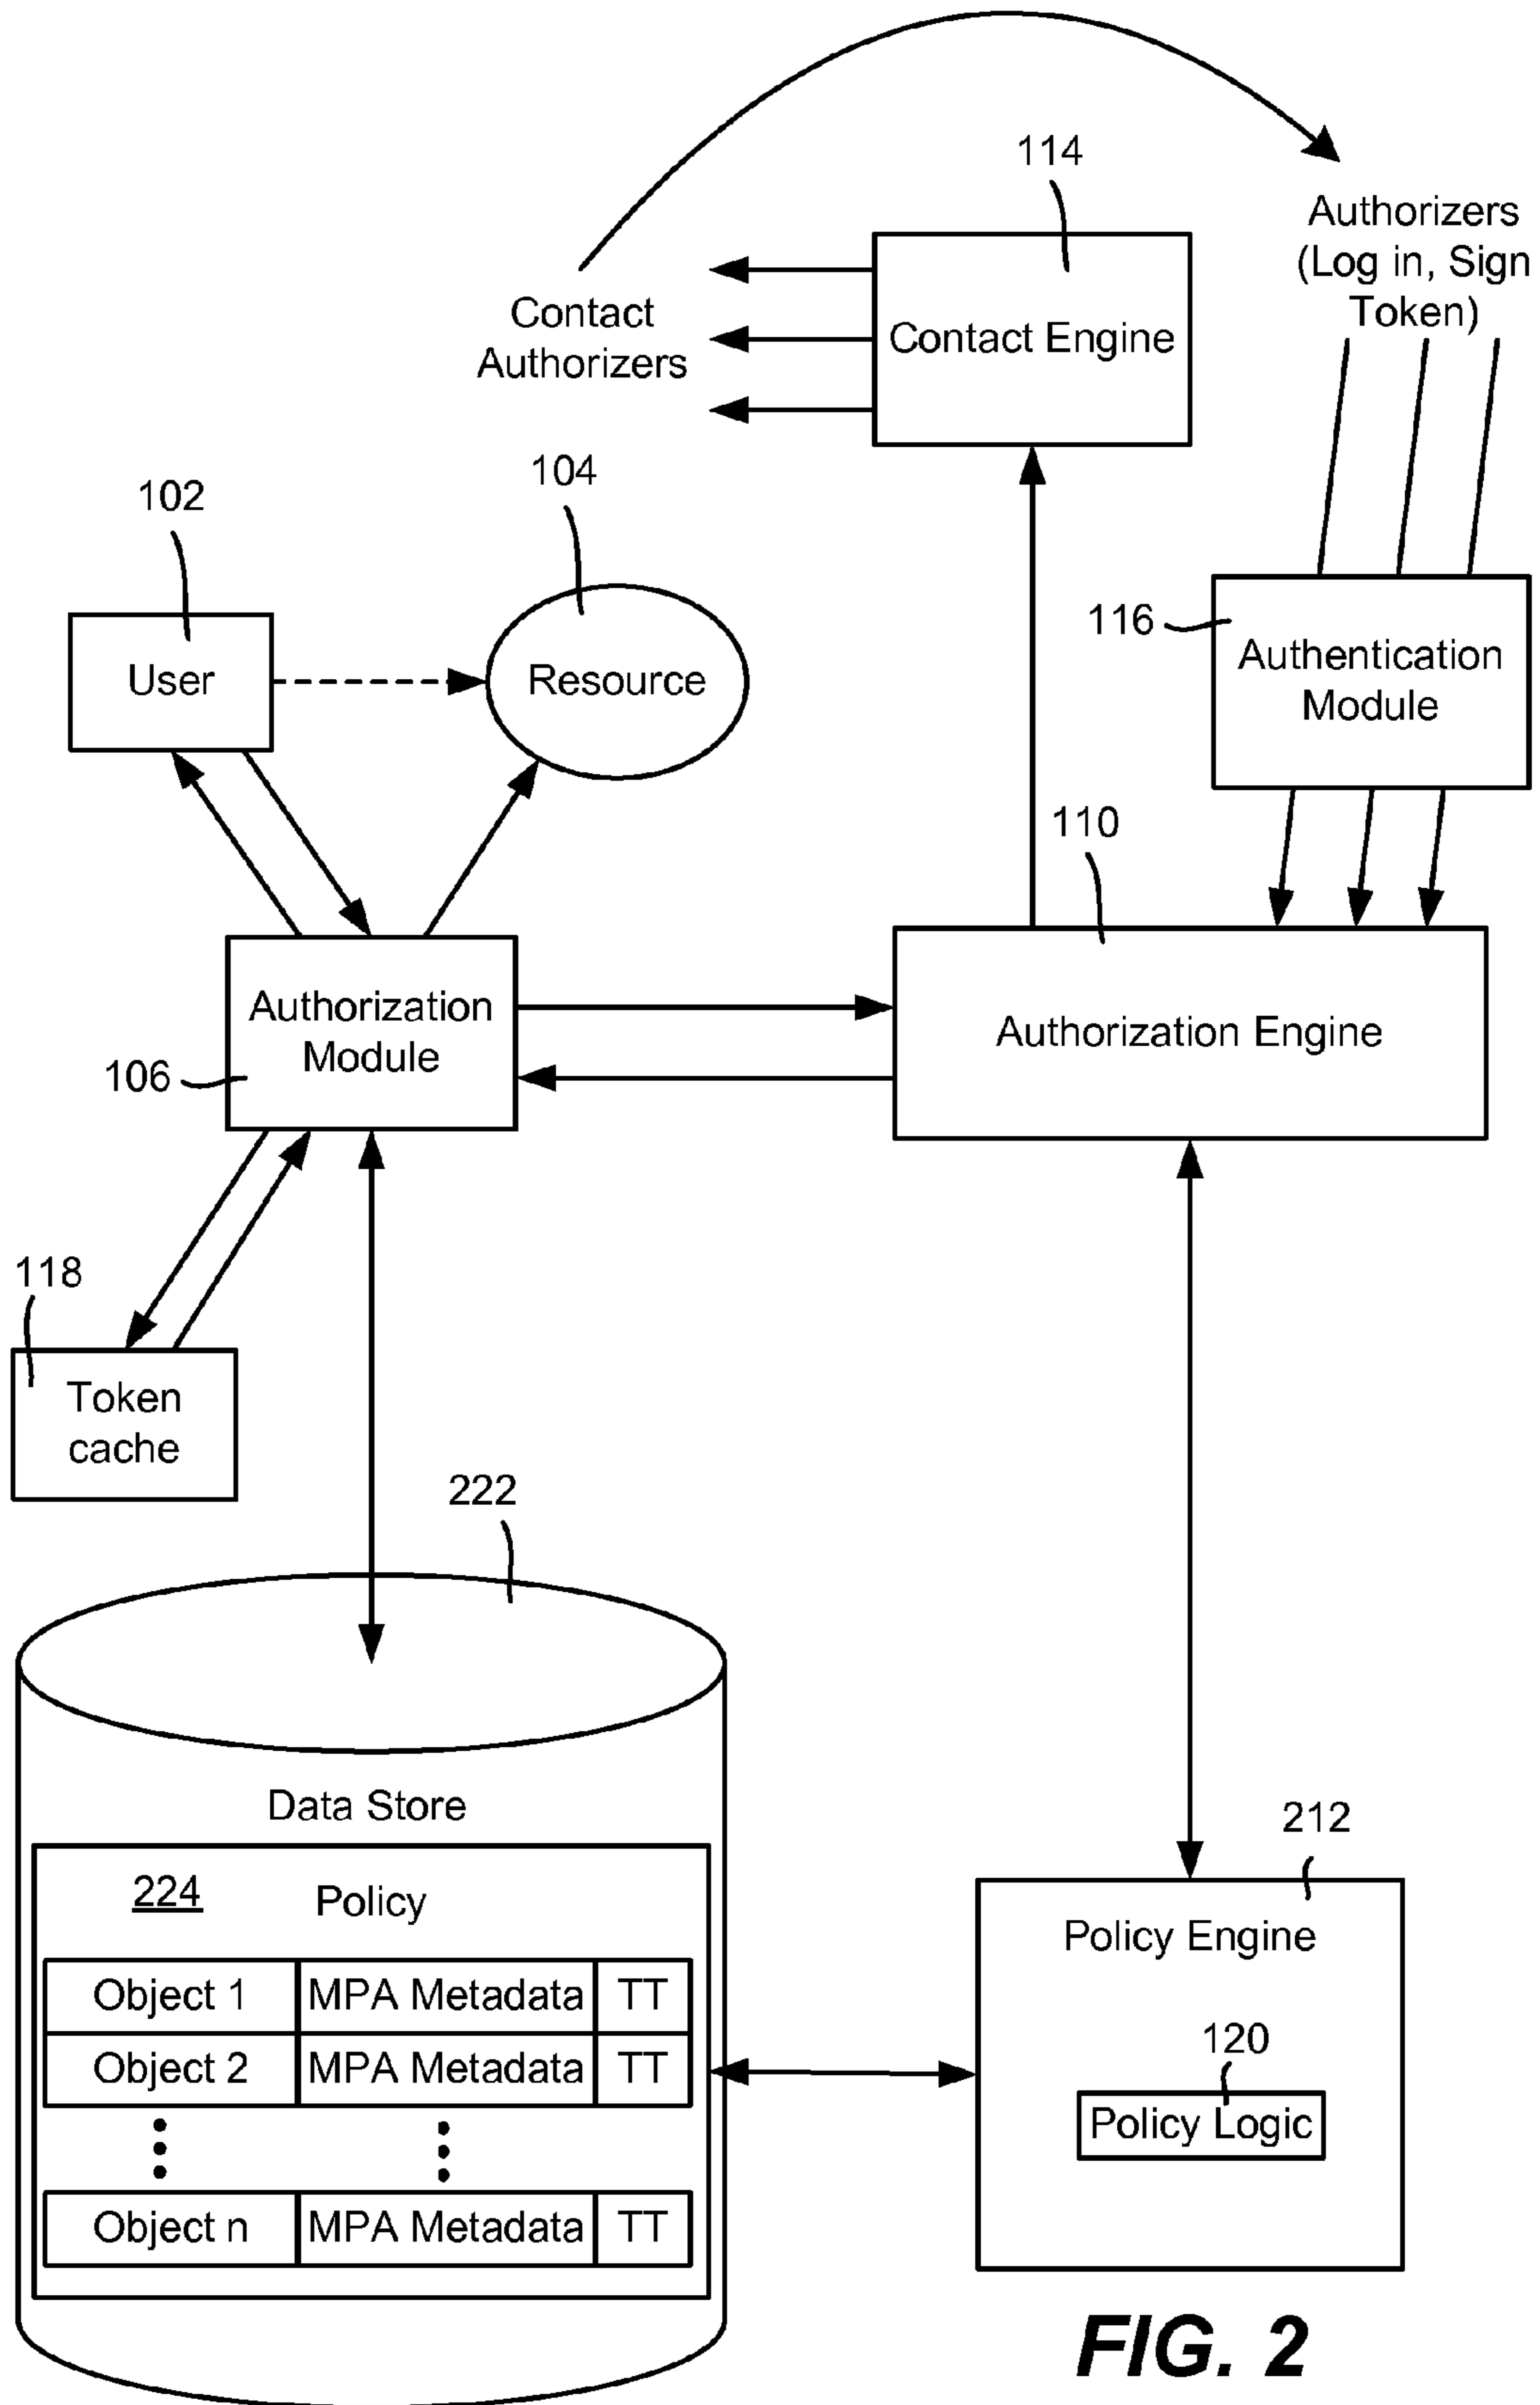 114
Authorizers
(Log in, Sign
Token)
Contact
Authorizers
Contact Engine
104
102
116
User
Resource
Authentication
Module
110
Authorization
Module
106
Authorization Engine
118
Token
cache
222
Data Store
224
Policy
Object 1 MPA Metadata TT
Object 2 MPA Metadata TT
Object n MPA Metadata TT
212
Policy Engine
120
Policy Logic
FIG. 2